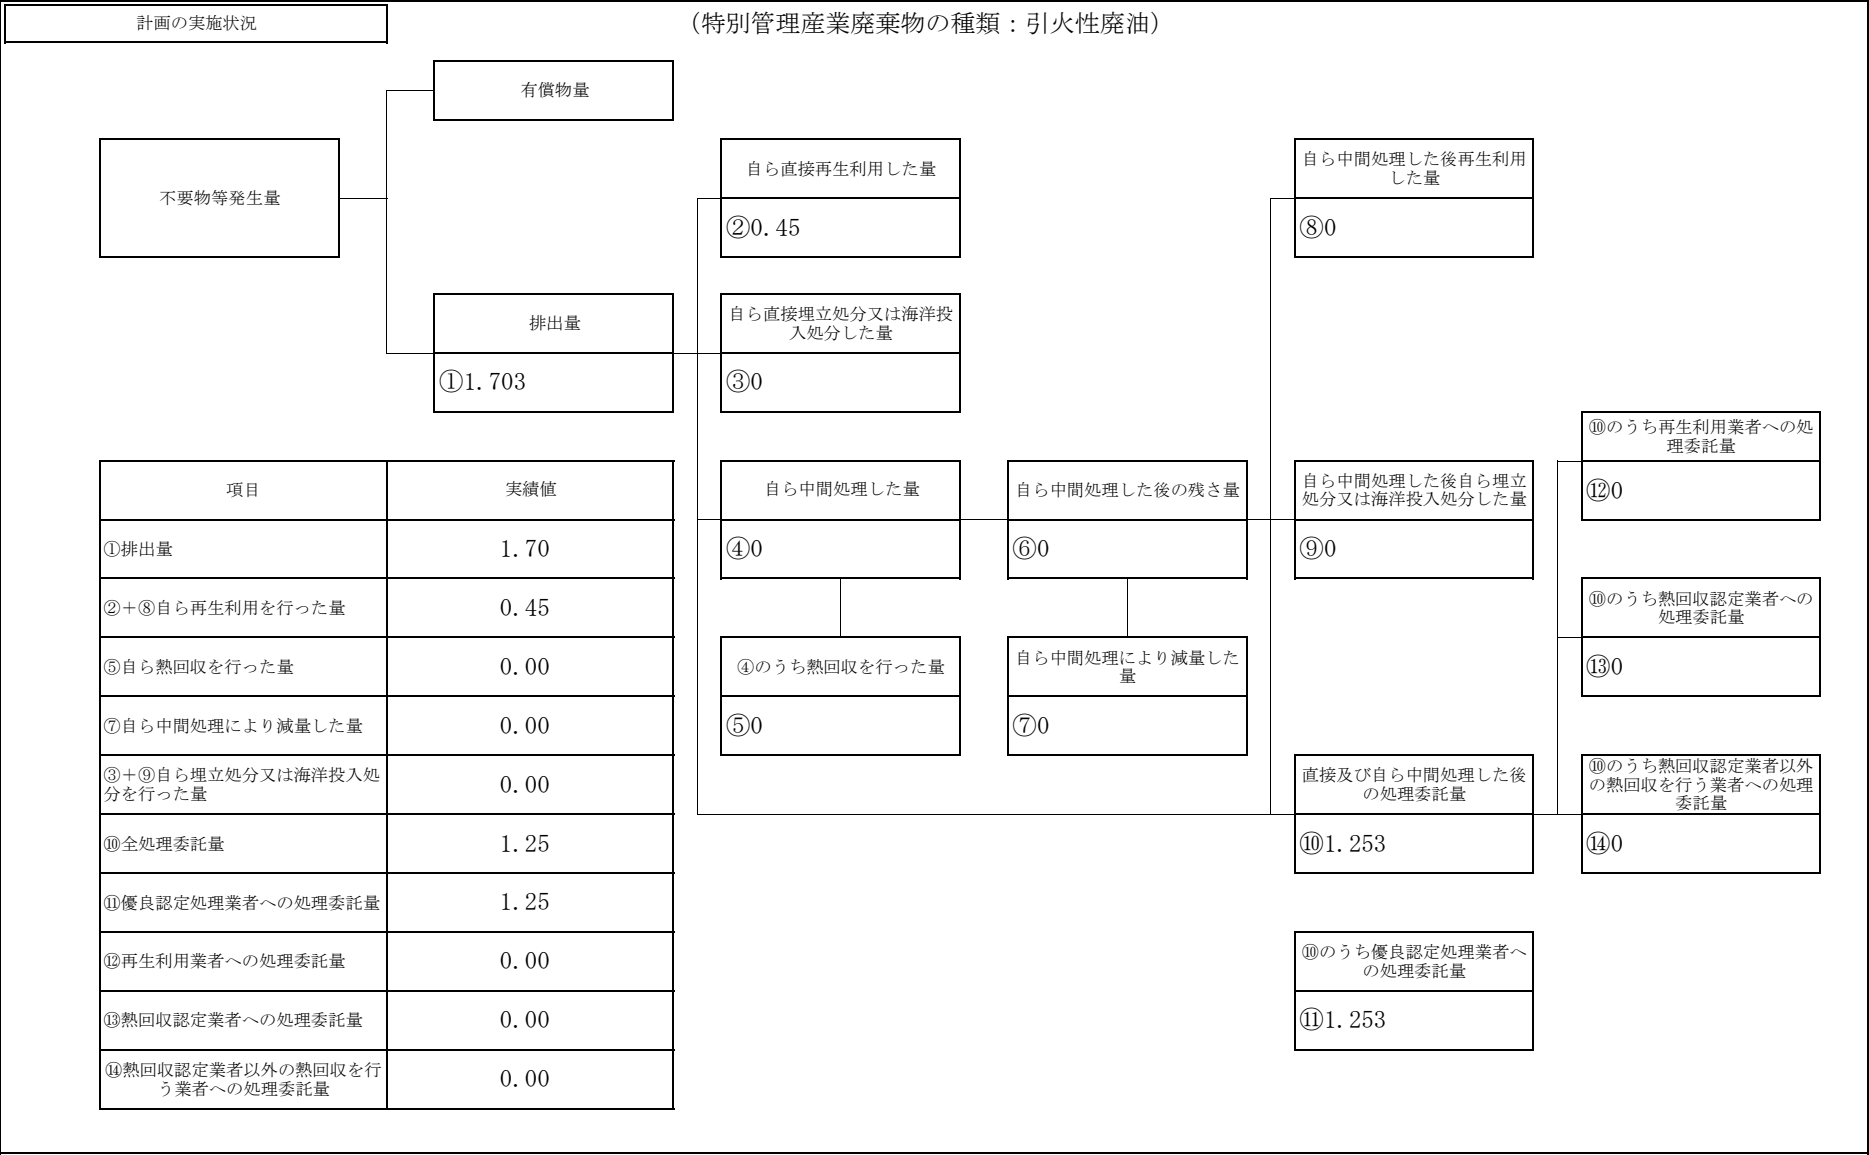 計画の実施状況
（特別管理産業廃棄物の種類：引火性廃油）
有償物量
不要物等発生量
自ら直接再生利用した量
②0.45
自ら中間処理した後再生利用
した量
⑧0
排出量
①1.703
自ら直接埋立処分又は海洋投
入処分した量
③0
⑩のうち再生利用業者への処
理委託量
⑫0
自ら中間処理した量
④0
自ら中間処理した後の残さ量
⑥0
自ら中間処理した後自ら埋立
処分又は海洋投入処分した量
⑨0
⑩のうち熱回収認定業者への
処理委託量
⑬0
④のうち熱回収を行った量
⑤0
自ら中間処理により減量した
量
⑦0
直接及び自ら中間処理した後
の処理委託量
⑩1.253
⑩のうち熱回収認定業者以外
の熱回収を行う業者への処理
委託量
⑭0
⑩のうち優良認定処理業者へ
の処理委託量
⑪1.253
項目 実績値
①排出量 1.70
②＋⑧自ら再生利用を行った量 0.45
⑤自ら熱回収を行った量 0.00
⑦自ら中間処理により減量した量 0.00
③＋⑨自ら埋立処分又は海洋投入処
分を行った量 0.00
⑩全処理委託量 1.25
⑪優良認定処理業者への処理委託量 1.25
⑫再生利用業者への処理委託量 0.00
⑬熱回収認定業者への処理委託量 0.00
⑭熱回収認定業者以外の熱回収を行
う業者への処理委託量 0.00